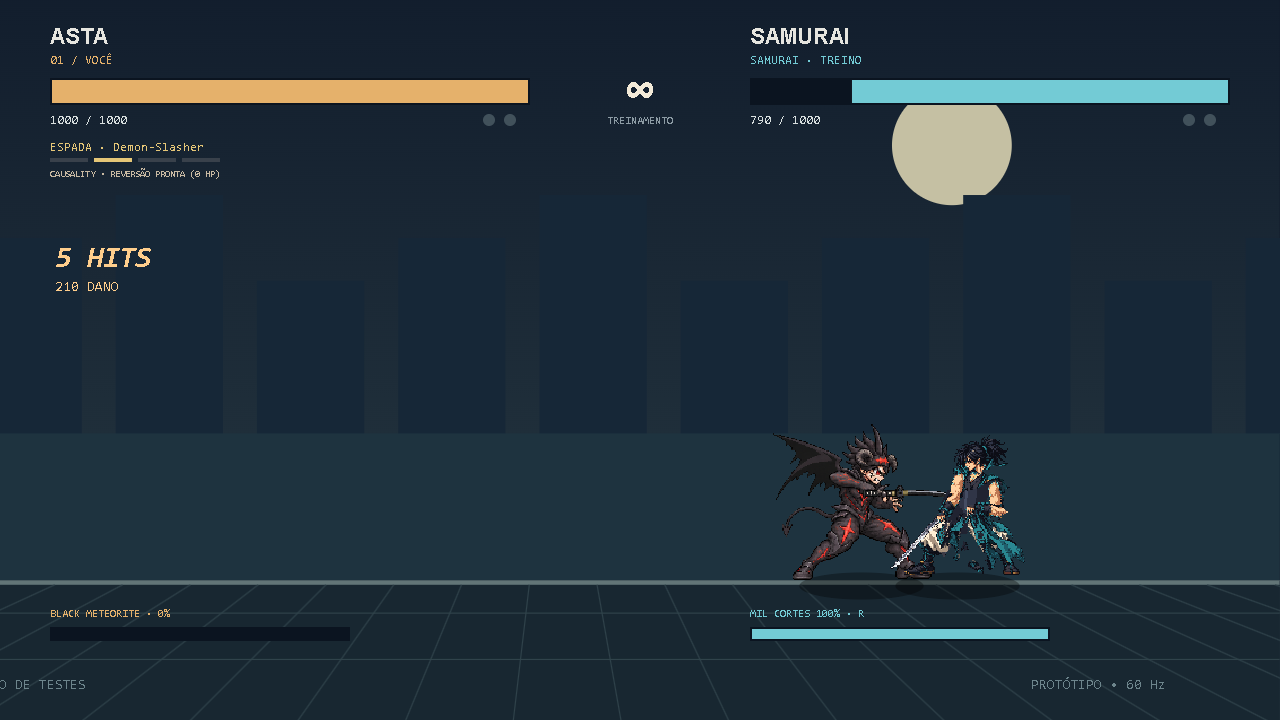 ASTA
01 / VOCÊ
1000 / 1000
ESPADA · Demon-Slasher
CAUSALITY · REVERSÃO PRONTA (0 HP)
5 HITS
210 DANO
∞
TREINAMENTO
SAMURAI
SAMURAI · TREINO
790 / 1000
BLACK METEORITE · 0%
MIL CORTES 100% · R
O DE TESTES
PROTÓTIPO • 60 Hz